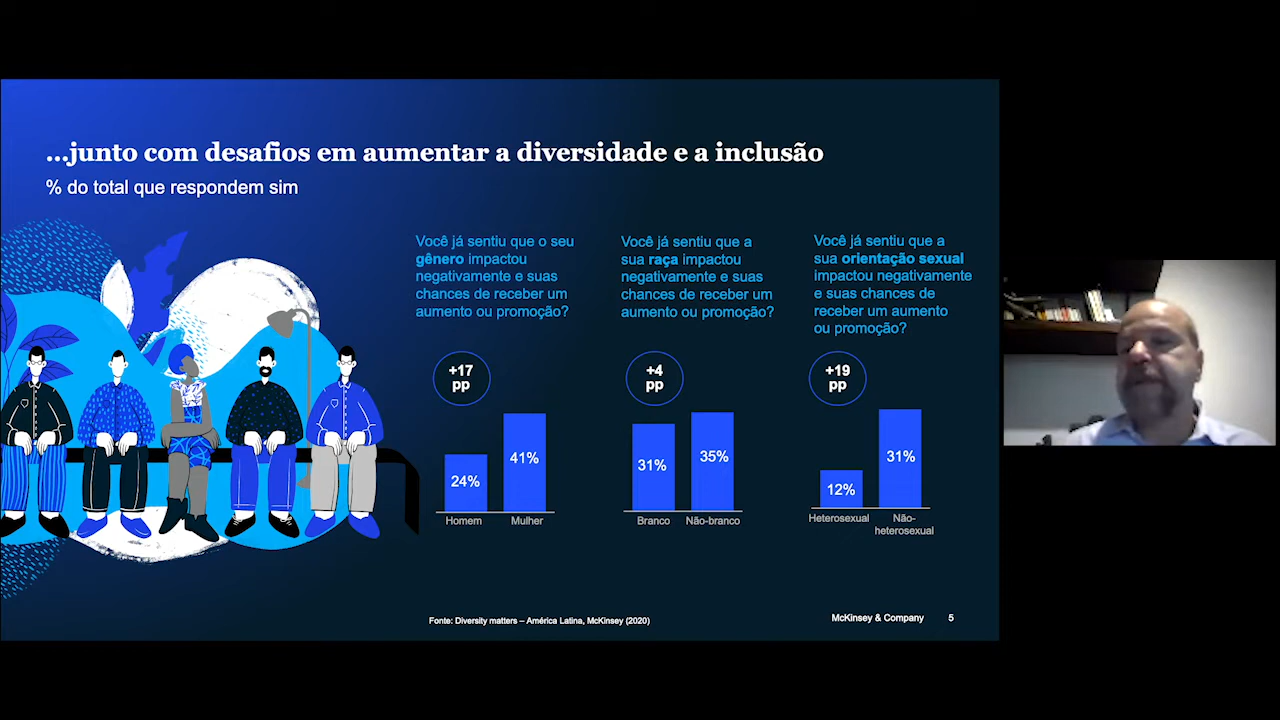 ...junto com desafios em aumentar a diversidade e a inclusão
% do total que respondem sim
Você já sentiu que o seu
gênero impactou
negativamente e suas
chances de receber um
aumento ou promoção?
+17
pp
24%
41%
Homem
Mulher
Você já sentiu que a
sua raça impactou
negativamente e suas
chances de receber um
aumento ou promoção?
+4
pp
31%
35%
Branco
Não-branco
Você já sentiu que a
sua orientação sexual
impactou negativamente
e suas chances de
receber um aumento
ou promoção?
+19
pp
12%
31%
Heterosexual
Não-
heterosexual
Fonte: Diversity matters – América Latina, McKinsey (2020)
McKinsey & Company
5